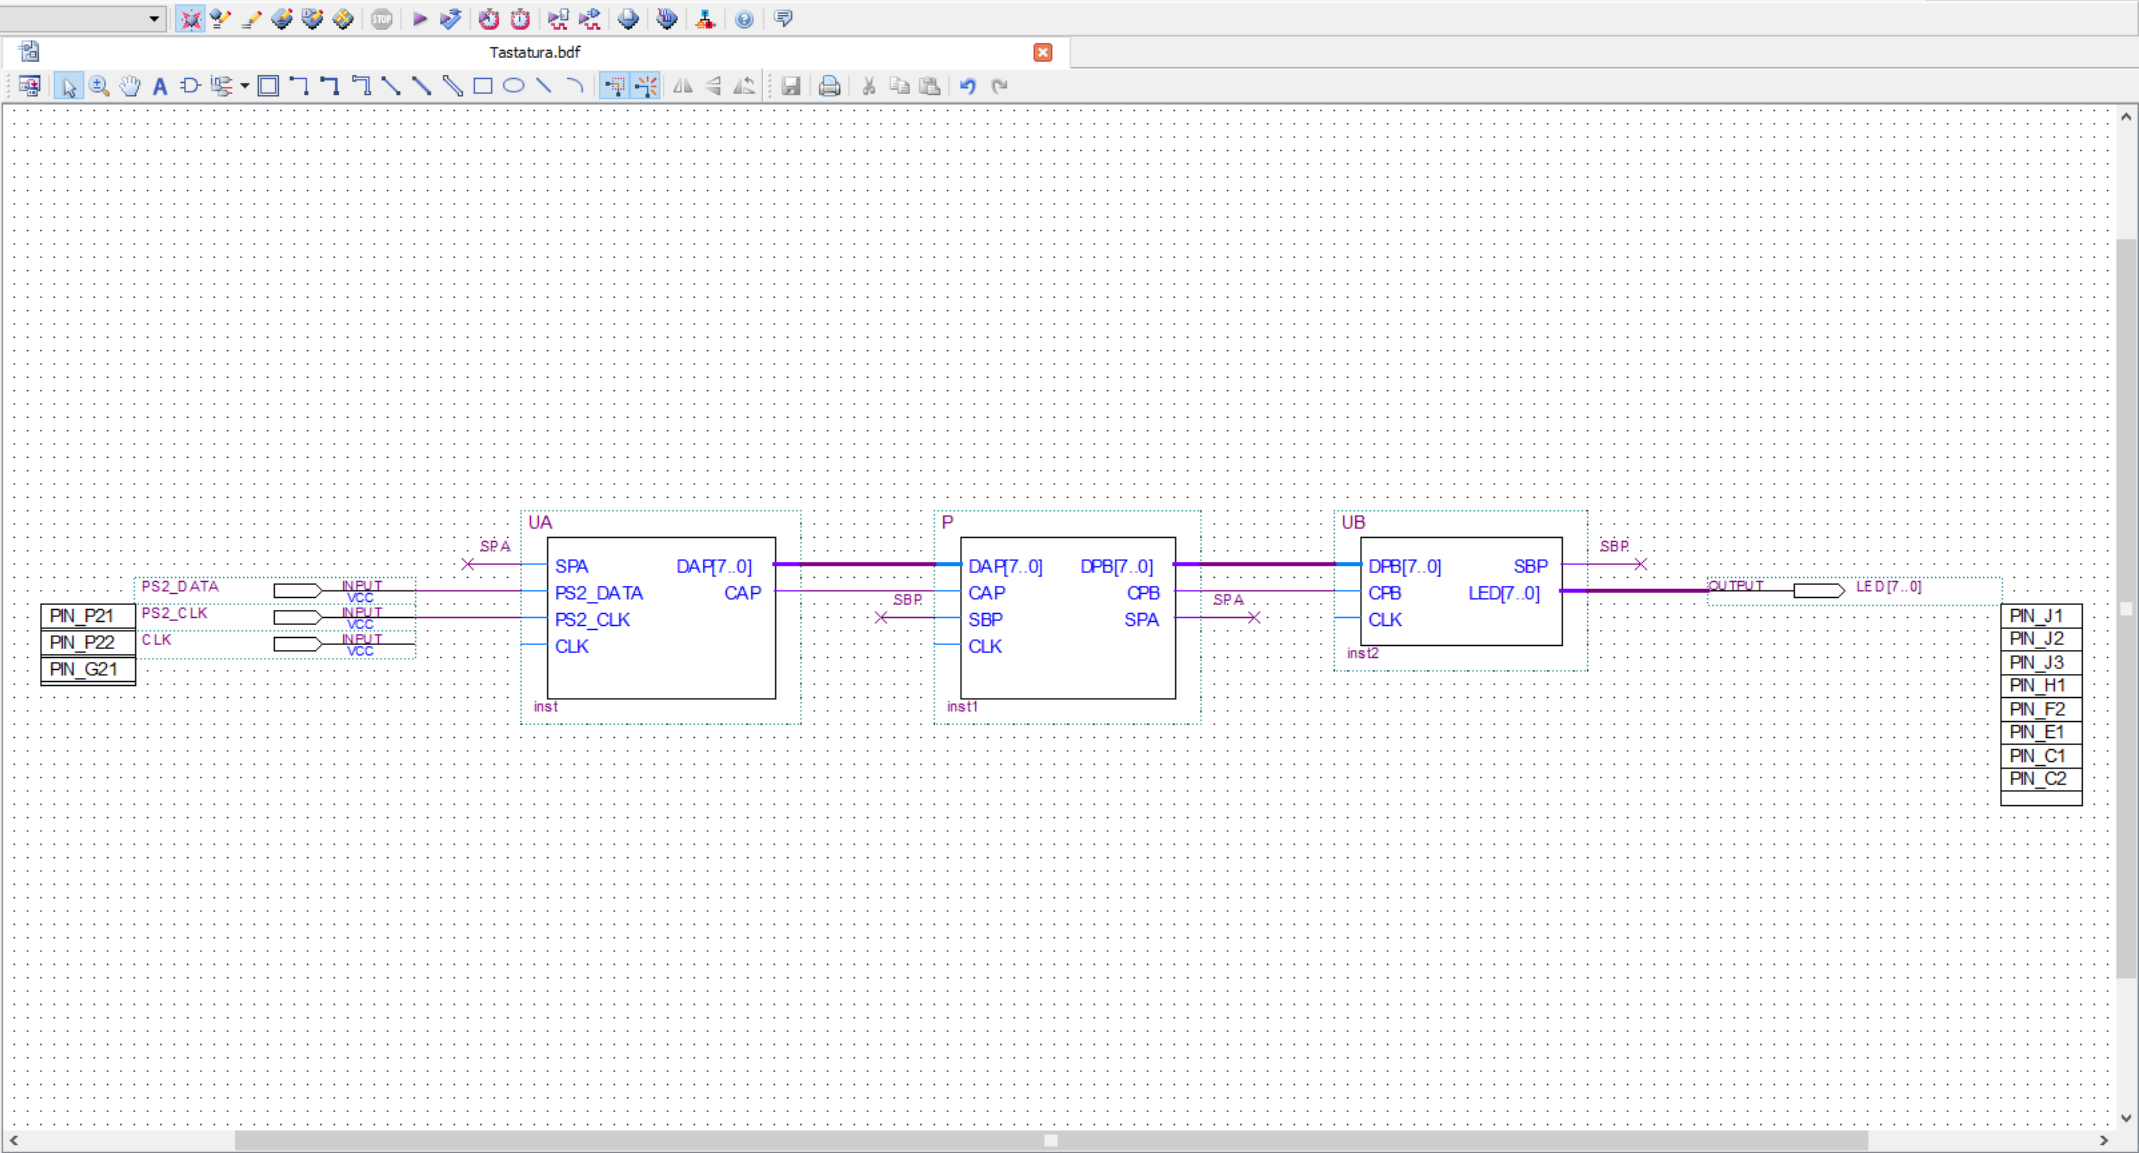 STOP
Tastatura.bdf
A
UA
P
UB
SPA
SBP
SPA DAP[7..0]
DAP[7..0] DPB[7..0]
DPB[7..0] SBP
PS2_DATA INPUT
VCC
PS2_DATA CAP
SBP
CAP CPB
SPA
CPB LED[7..0]
OUTPUT LED[7..0]
PIN_P21
PS2_CLK INPUT
VCC
PS2_CLK
SBP SPA
CLK
PIN_P22
CLK INPUT
VCC
CLK
CLK
PIN_G21
inst
inst1
inst2
PIN_J1
PIN_J2
PIN_J3
PIN_H1
PIN_F2
PIN_E1
PIN_C1
PIN_C2